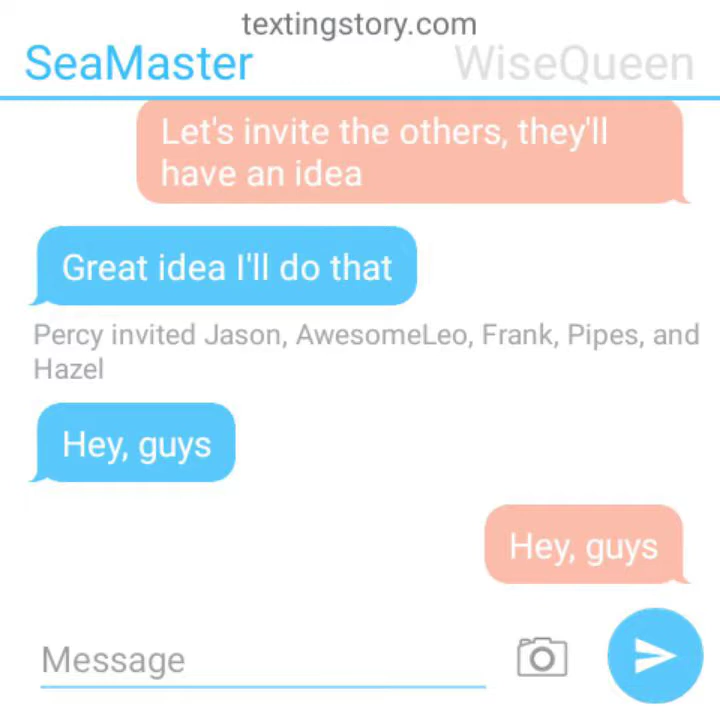 textingstory.com
SeaMaster WiseQueen
Let's invite the others, they'll
have an idea
Great idea I'll do that
Percy invited Jason, AwesomeLeo, Frank, Pipes, and
Hazel
Hey, guys
Hey, guys
Message